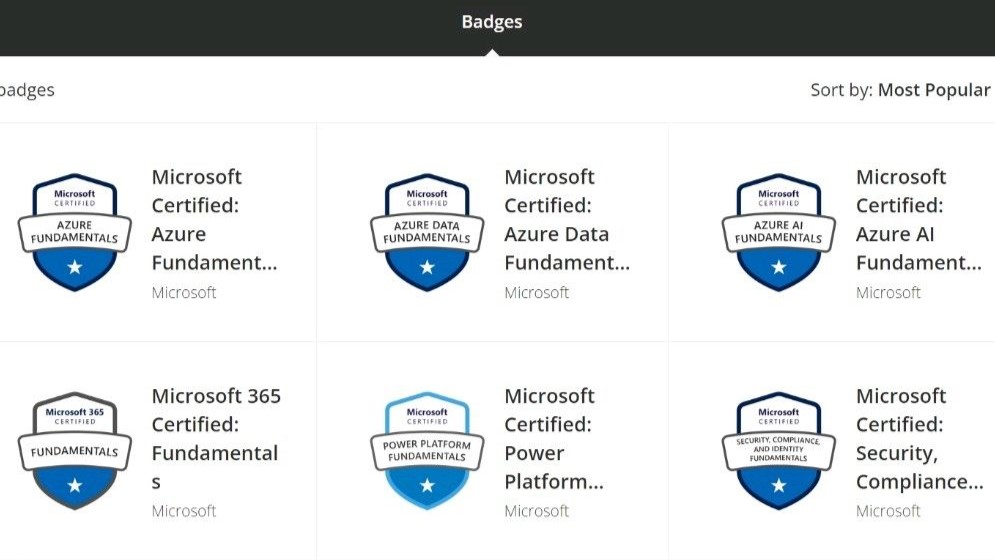 Badges
badges
Sort by: Most Popular
Microsoft
CERTIFIED
AZURE
FUNDAMENTALS
Microsoft
Certified:
Azure
Fundament...
Microsoft
Microsoft
CERTIFIED
AZURE DATA
FUNDAMENTALS
Microsoft
Certified:
Azure Data
Fundament...
Microsoft
Microsoft
CERTIFIED
AZURE AI
FUNDAMENTALS
Microsoft
Certified:
Azure AI
Fundament...
Microsoft
Microsoft 365
CERTIFIED
FUNDAMENTALS
Microsoft 365
Certified:
Fundamental
s
Microsoft
Microsoft
CERTIFIED
POWER PLATFORM
FUNDAMENTALS
Microsoft
Certified:
Power
Platform...
Microsoft
Microsoft
CERTIFIED
SECURITY, COMPLIANCE,
AND IDENTITY
FUNDAMENTALS
Microsoft
Certified:
Security,
Compliance...
Microsoft